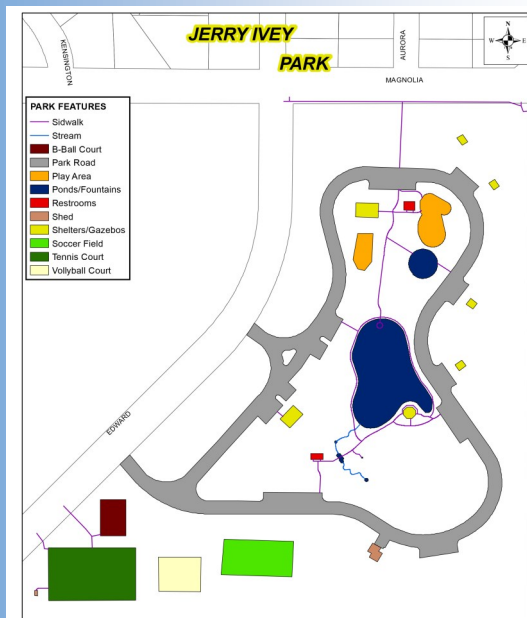 JERRY IVEY
PARK
KENSINGTON
AURORA
MAGNOLIA
N
W
E
S
PARK FEATURES
Sidwalk
Stream
B-Ball Court
Park Road
Play Area
Ponds/Fountains
Restrooms
Shed
Shelters/Gazebos
Soccer Field
Tennis Court
Vollyball Court
EDWARD